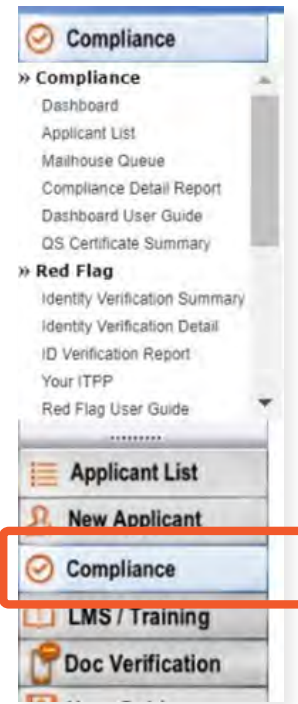 Compliance
» Compliance
Dashboard
Applicant List
Mailhouse Queue
Compliance Detail Report
Dashboard User Guide
QS Certificate Summary
» Red Flag
Identity Verification Summary
Identity Verification Detail
ID Verification Report
Your ITPP
Red Flag User Guide
Applicant List
New Applicant
Compliance
LMS / Training
Doc Verification